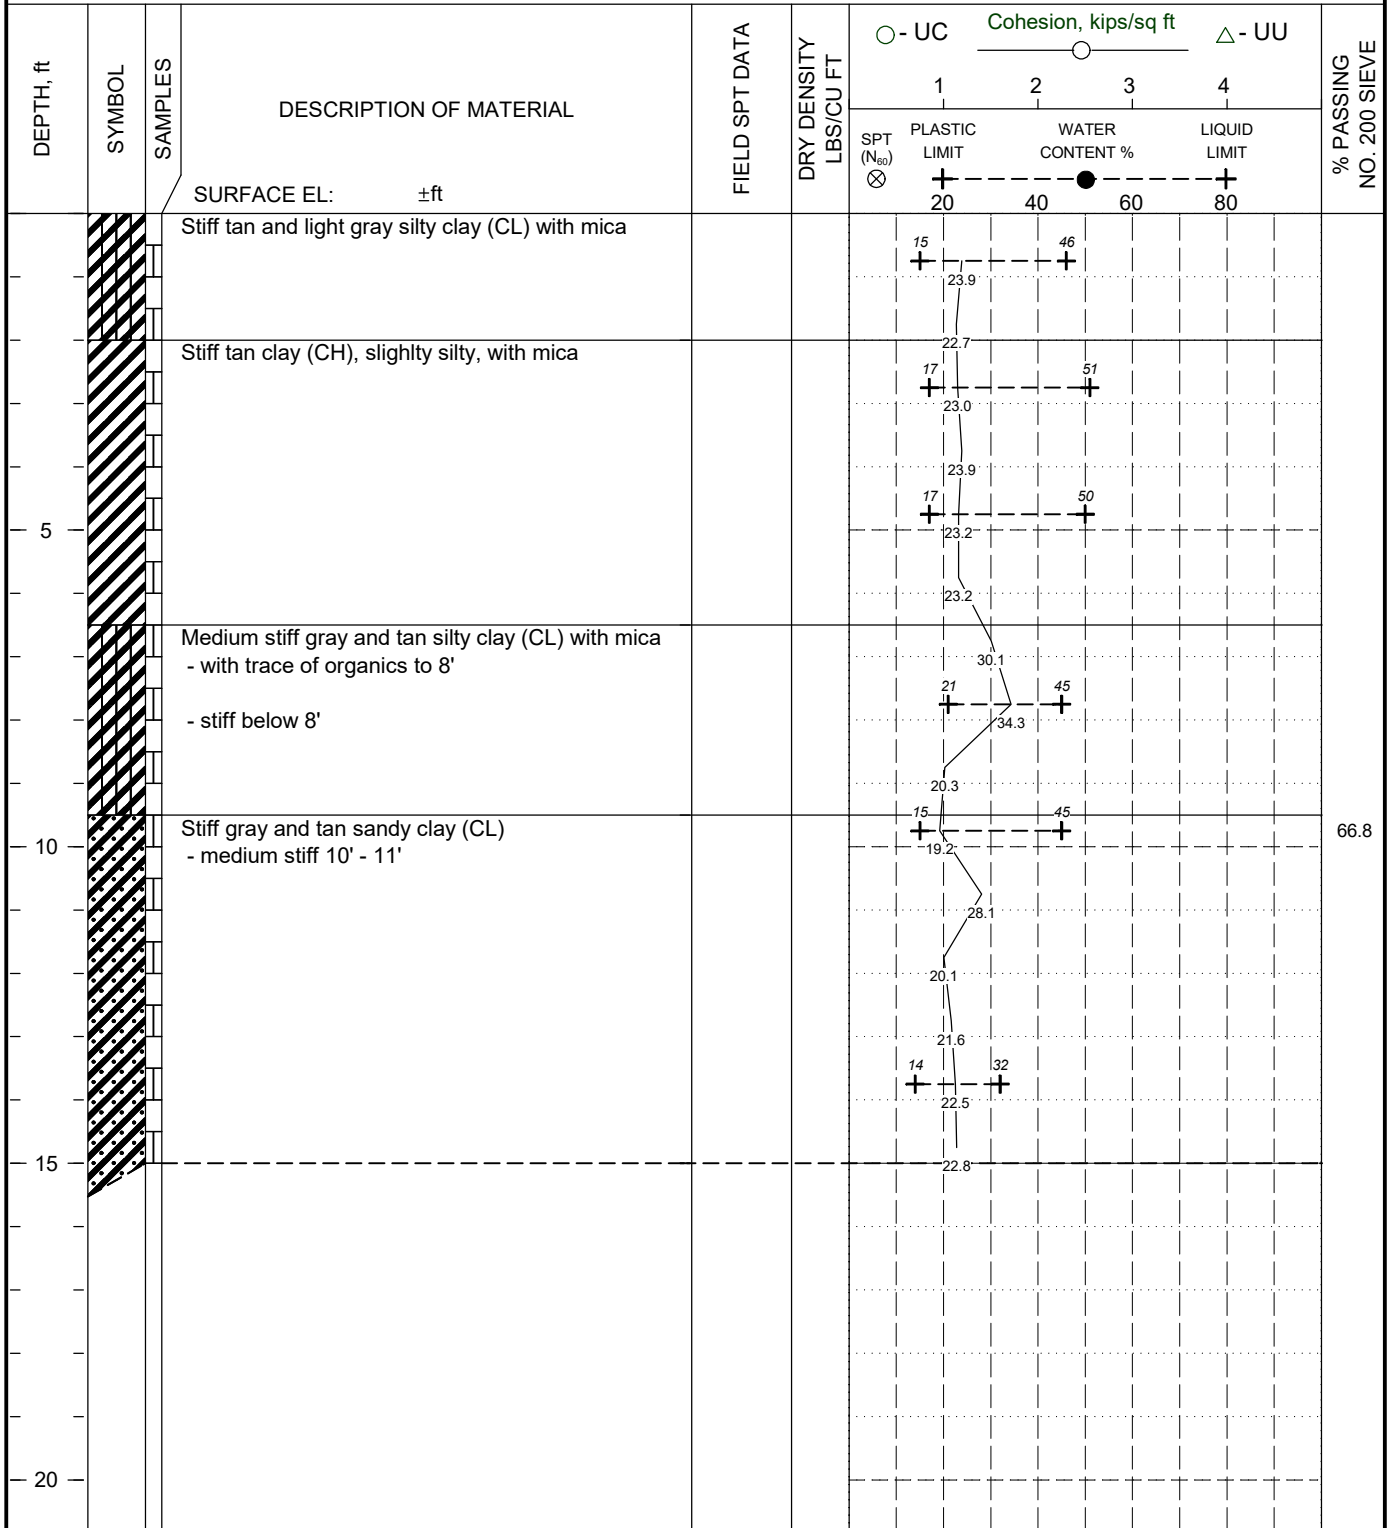 DEPTH, ft
SYMBOL
SAMPLES
DESCRIPTION OF MATERIAL
SURFACE EL: ±ft
FIELD SPT DATA
DRY DENSITY
LBS/CU FT
- UC
Cohesion, kips/sq ft
- UU
1 2 3 4
SPT
(N60)
PLASTIC
LIMIT
WATER
CONTENT %
LIQUID
LIMIT
20 40 60 80
% PASSING
NO. 200 SIEVE
Stiff tan and light gray silty clay (CL) with mica
15 46
23.9
22.7
Stiff tan clay (CH), slighlty silty, with mica
17 51
23.0
23.9
17 50
5
23.2
23.2
Medium stiff gray and tan silty clay (CL) with mica
- with trace of organics to 8'
30.1
21 45
- stiff below 8'
34.3
20.3
15 45
Stiff gray and tan sandy clay (CL)
66.8
10
- medium stiff 10' - 11'
19.2
28.1
20.1
21.6
14 32
22.5
15
22.8
20